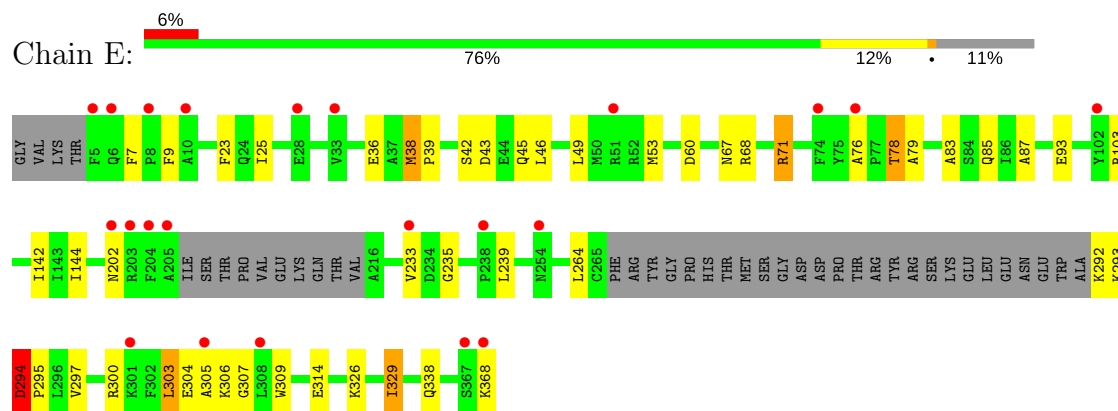 6%
Chain E:
76% 12% • 11%
GLY VAL LYS THR F5 Q6 F7 P8 F9 A10 F23 Q24 I25 E28 V33 E36 A37 M38 P39 S42 D43 E44 Q45 L46 L49 M50 R51 R52 M53 D60 N67 R68 R71 F74 Y75 A76 P77 T78 A79 A83 S84 Q85 I86 A87 E93 Y102
I142 I143 I144 N202 R203 F204 A205 ILE SER THR PRO VAL GLU LYS GLN THR VAL A216 V233 D234 G235 P238 L239 N254 L264 C265 PHE ARG TYR GLY PRO HIS THR MET SER GLY ASP ASP PRO THR ARG TYR ARG SER LYS GLU LEU GLU ASN GLU TRP ALA K292 K293
D294 P295 L296 V297 R300 K301 F302 L303 E304 A305 K306 G307 L308 W309 E314 K326 I329 Q338 S367 K368